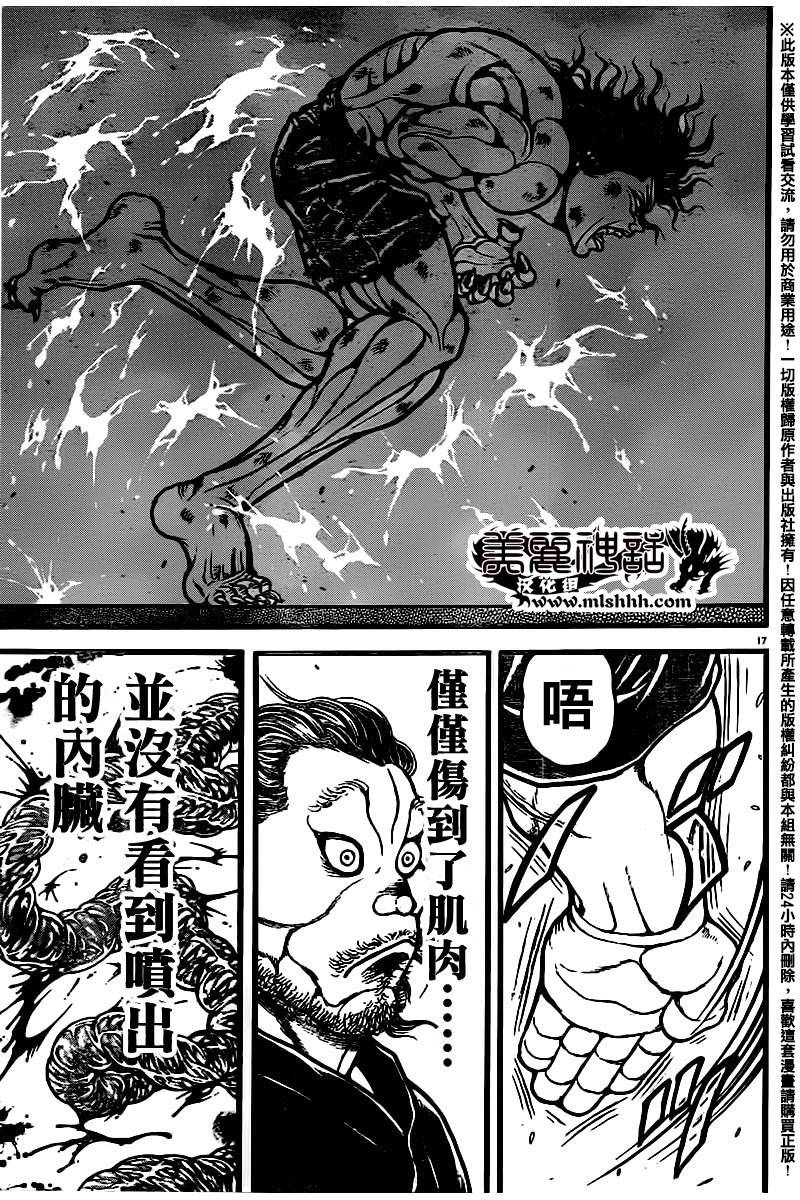 ※此版本僅供學習試看交流，請勿用於商業用途！一切版權歸原作者與出版社擁有！因任意轉載所產生的版權糾紛都與本組無關！請24小時內刪除，喜歡這套漫畫請購買正版！
美麗神話
汉化组
www.mlshhh.com
17
唔
僅僅傷到了肌肉……
並沒有看到噴出
的內臟